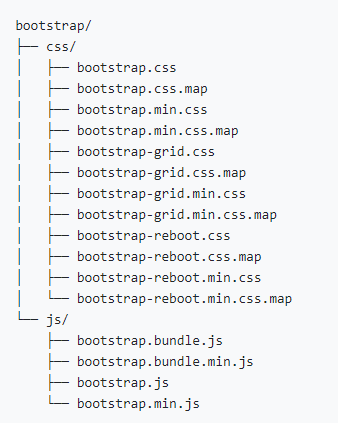 bootstrap/
├── css/
│   ├── bootstrap.css
│   ├── bootstrap.css.map
│   ├── bootstrap.min.css
│   ├── bootstrap.min.css.map
│   ├── bootstrap-grid.css
│   ├── bootstrap-grid.css.map
│   ├── bootstrap-grid.min.css
│   ├── bootstrap-grid.min.css.map
│   ├── bootstrap-reboot.css
│   ├── bootstrap-reboot.css.map
│   ├── bootstrap-reboot.min.css
│   └── bootstrap-reboot.min.css.map
└── js/
    ├── bootstrap.bundle.js
    ├── bootstrap.bundle.min.js
    ├── bootstrap.js
    └── bootstrap.min.js